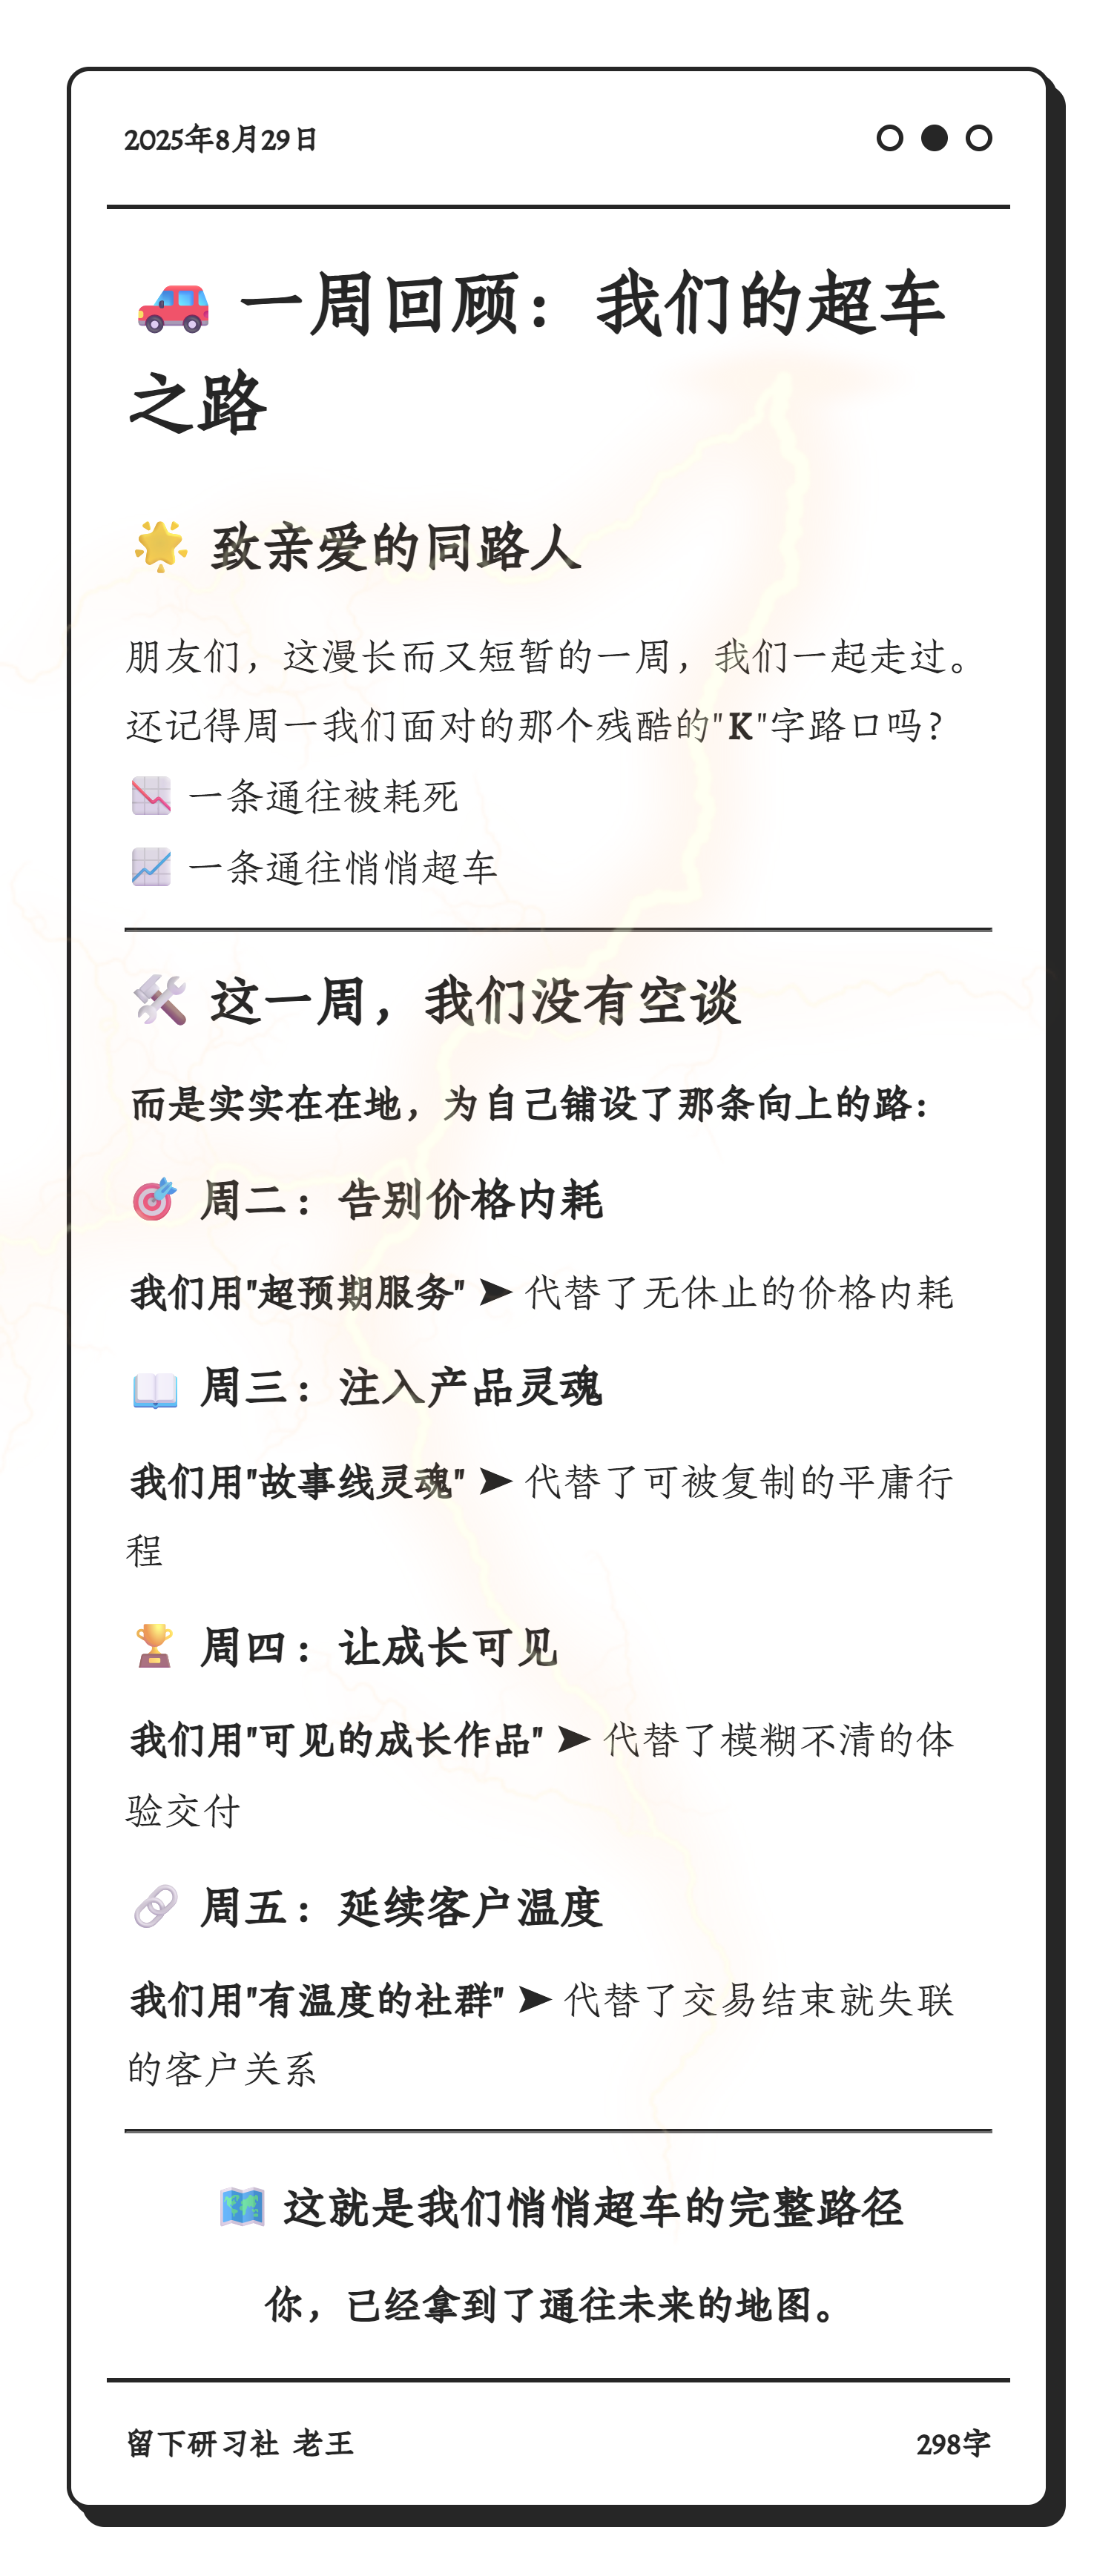 2025年8月29日
🚗 一周回顾：我们的超车
之路
🌟 致亲爱的同路人
朋友们，这漫长而又短暂的一周，我们一起走过。
还记得周一我们面对的那个残酷的"K"字路口吗？
📉 一条通往被耗死
📈 一条通往悄悄超车
🛠️ 这一周，我们没有空谈
而是实实在在地，为自己铺设了那条向上的路：
🎯 周二：告别价格内耗
我们用"超预期服务" ➤ 代替了无休止的价格内耗
📖 周三：注入产品灵魂
我们用"故事线灵魂" ➤ 代替了可被复制的平庸行
程
🏆 周四：让成长可见
我们用"可见的成长作品" ➤ 代替了模糊不清的体
验交付
🔗 周五：延续客户温度
我们用"有温度的社群" ➤ 代替了交易结束就失联
的客户关系
🗺️ 这就是我们悄悄超车的完整路径
你，已经拿到了通往未来的地图。
留下研习社 老王
298字